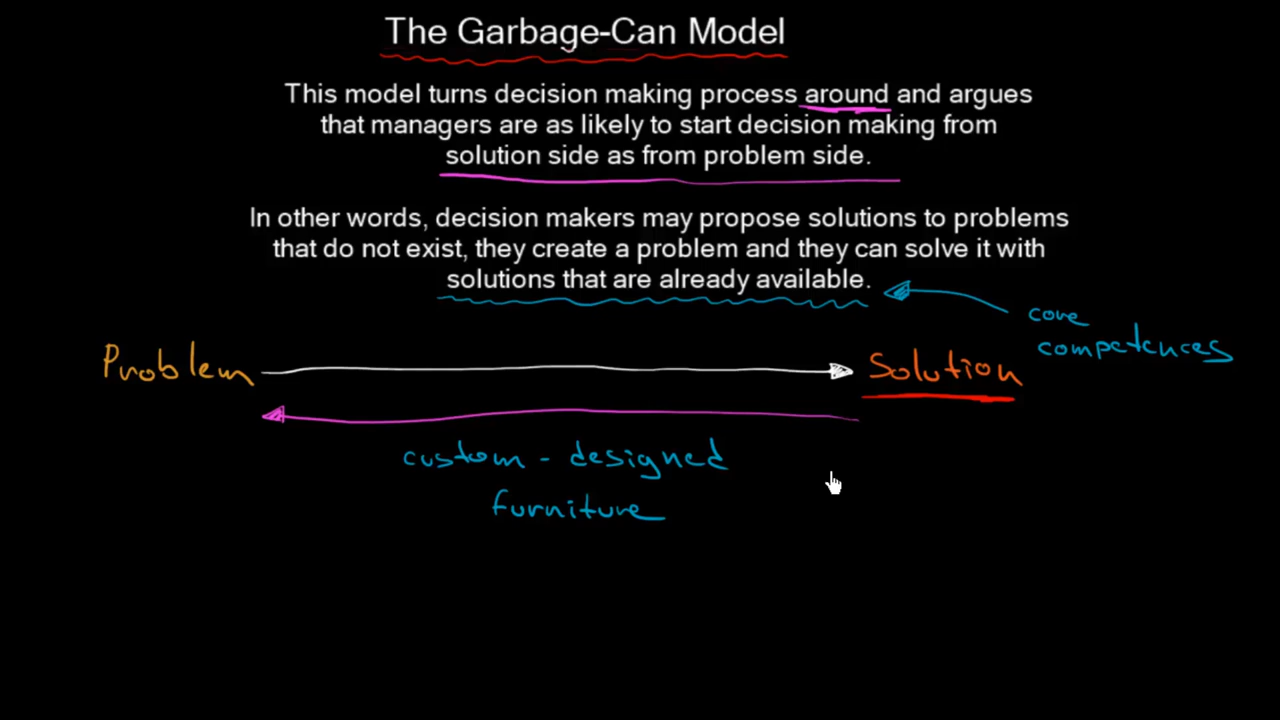 The Garbage-Can Model
This model turns decision making process around and argues
that managers are as likely to start decision making from
solution side as from problem side.
In other words, decision makers may propose solutions to problems
that do not exist, they create a problem and they can solve it with
solutions that are already available.
core
competences
Problem
Solution
custom - designed
furniture